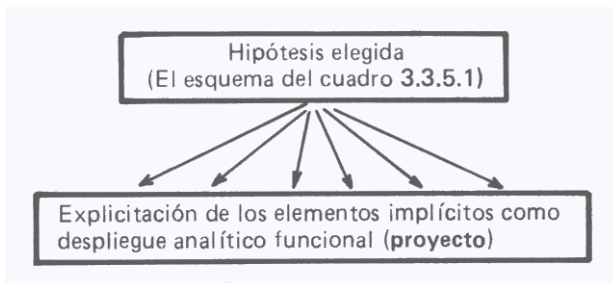 Hipótesis elegida
(El esquema del cuadro 3.3.5.1)
Explicitación de los elementos implícitos como
despliegue analítico funcional (proyecto)